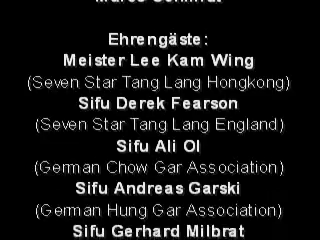 Ehrengäste:
Meister Lee Kam Wing
(Seven Star Tang Lang Hongkong)
Sifu Derek Fearson
(Seven Star Tang Lang England)
Sifu Ali Ol
(German Chow Gar Association)
Sifu Andreas Garski
(German Hung Gar Association)
Sifu Gerhard Milbrat